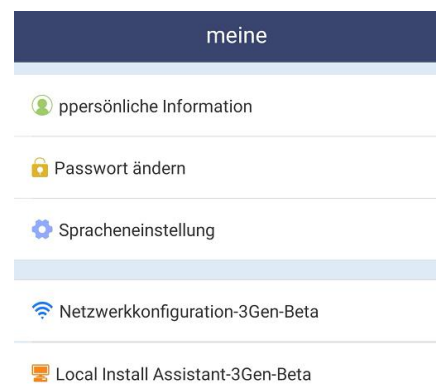 meine
ppersönliche Information
Passwort ändern
Spracheneinstellung
Netzwerkkonfiguration-3Gen-Beta
Local Install Assistant-3Gen-Beta